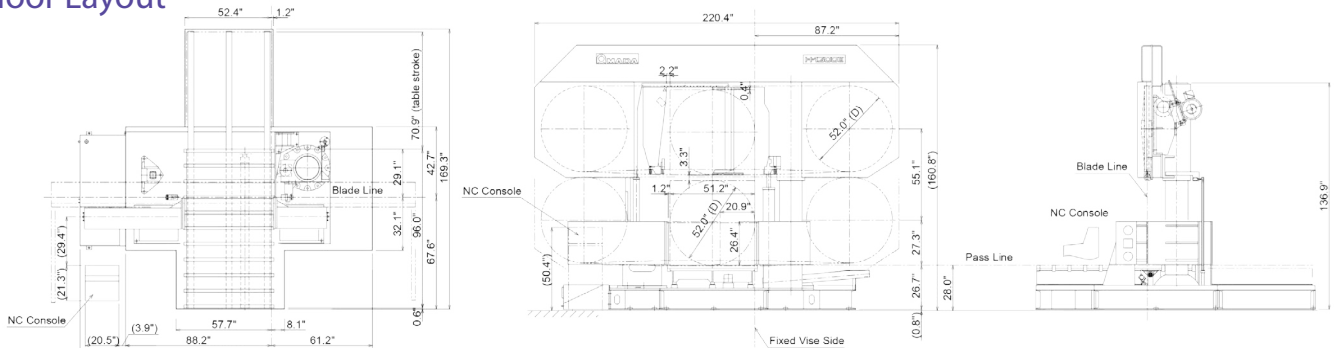 loor Layout
52.4"
1.2"
70.9" (table stroke)
42.7"
169.3"
29.1"
Blade Line
32.1"
96.0"
67.6"
(29.4")
(21.3")
NC Console
0.6"
57.7"
8.1"
(20.5")
(3.9")
88.2"
61.2"
220.4"
87.2"
AMADA
2.2"
0.4"
52.0" (D)
3.3"
55.1"
(160.8")
NC Console
1.2"
51.2"
52.0" (D)
20.9"
26.4"
27.3"
(50.4")
26.7"
(0.8")
Fixed Vise Side
Blade Line
NC Console
136.9"
Pass Line
28.0"